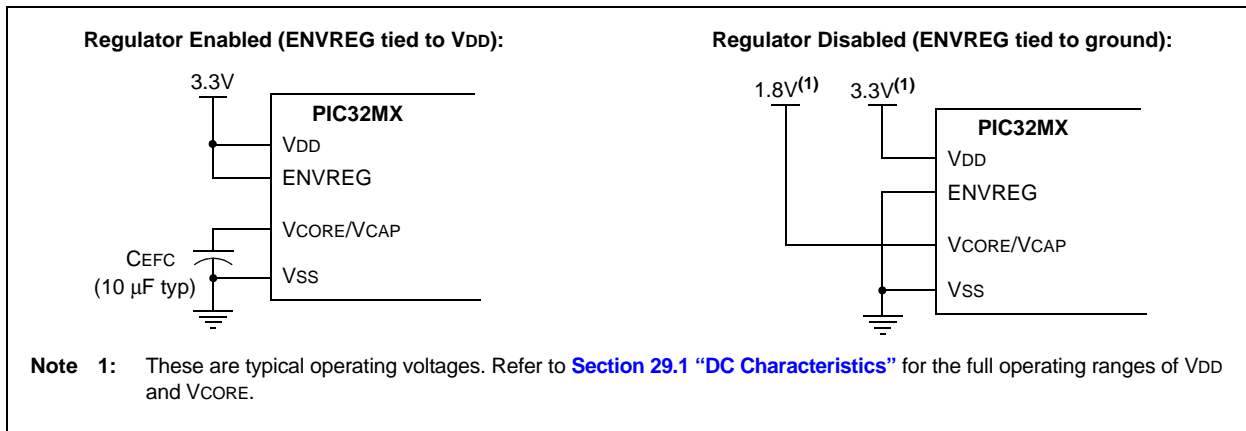 Regulator Enabled (ENVREG tied to VDD):
3.3V
PIC32MX
VDD
ENVREG
VCORE/VCAP
CEFC
(10 μF typ)
VSS
Regulator Disabled (ENVREG tied to ground):
1.8V(1) 3.3V(1)
PIC32MX
VDD
ENVREG
VCORE/VCAP
VSS
Note 1: These are typical operating voltages. Refer to Section 29.1 “DC Characteristics” for the full operating ranges of VDD
and VCORE.